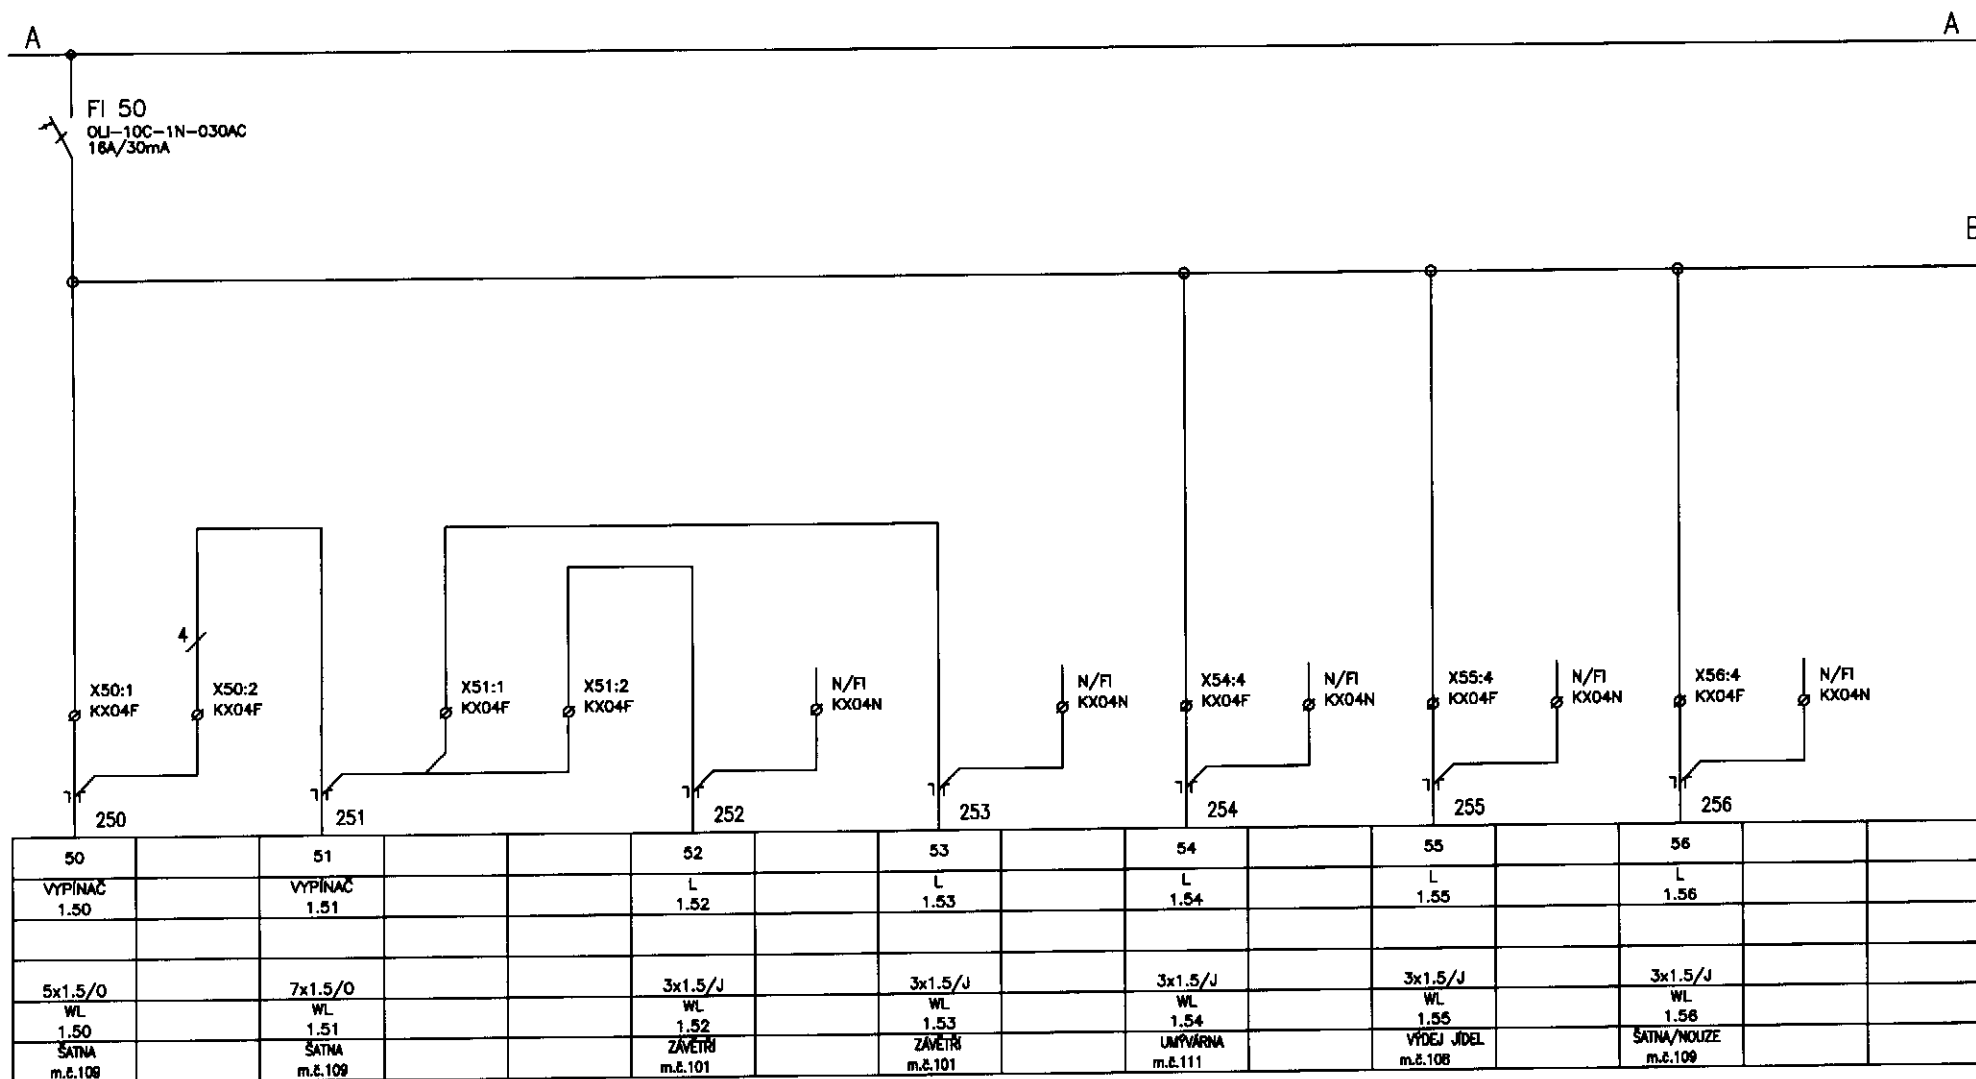 A
A
FI 50
OLI-10C-1N-030AC
16A/30mA
B
4
X50:1
KX04F
X50:2
KX04F
X51:1
KX04F
X51:2
KX04F
N/FI
KX04N
N/FI
KX04N
X54:4
KX04F
N/FI
KX04N
X55:4
KX04F
N/FI
KX04N
X56:4
KX04F
N/FI
KX04N
250
251
252
253
254
255
256
50 51 52 53 54 55 56
VYPÍNAČ VYPÍNAČ L L L L L
1.50 1.51 1.52 1.53 1.54 1.55 1.56
5x1.5/O 7x1.5/O 3x1.5/J 3x1.5/J 3x1.5/J 3x1.5/J 3x1.5/J
WL WL WL WL WL WL WL
1.50 1.51 1.52 1.53 1.54 1.55 1.56
ŠATNA ŠATNA ZÁVĚTŘÍ ZÁVĚTŘÍ UMÝVÁRNA VÝDEJ JÍDEL ŠATNA/NOUZE
m.č.109 m.č.109 m.č.101 m.č.101 m.č.111 m.č.108 m.č.109